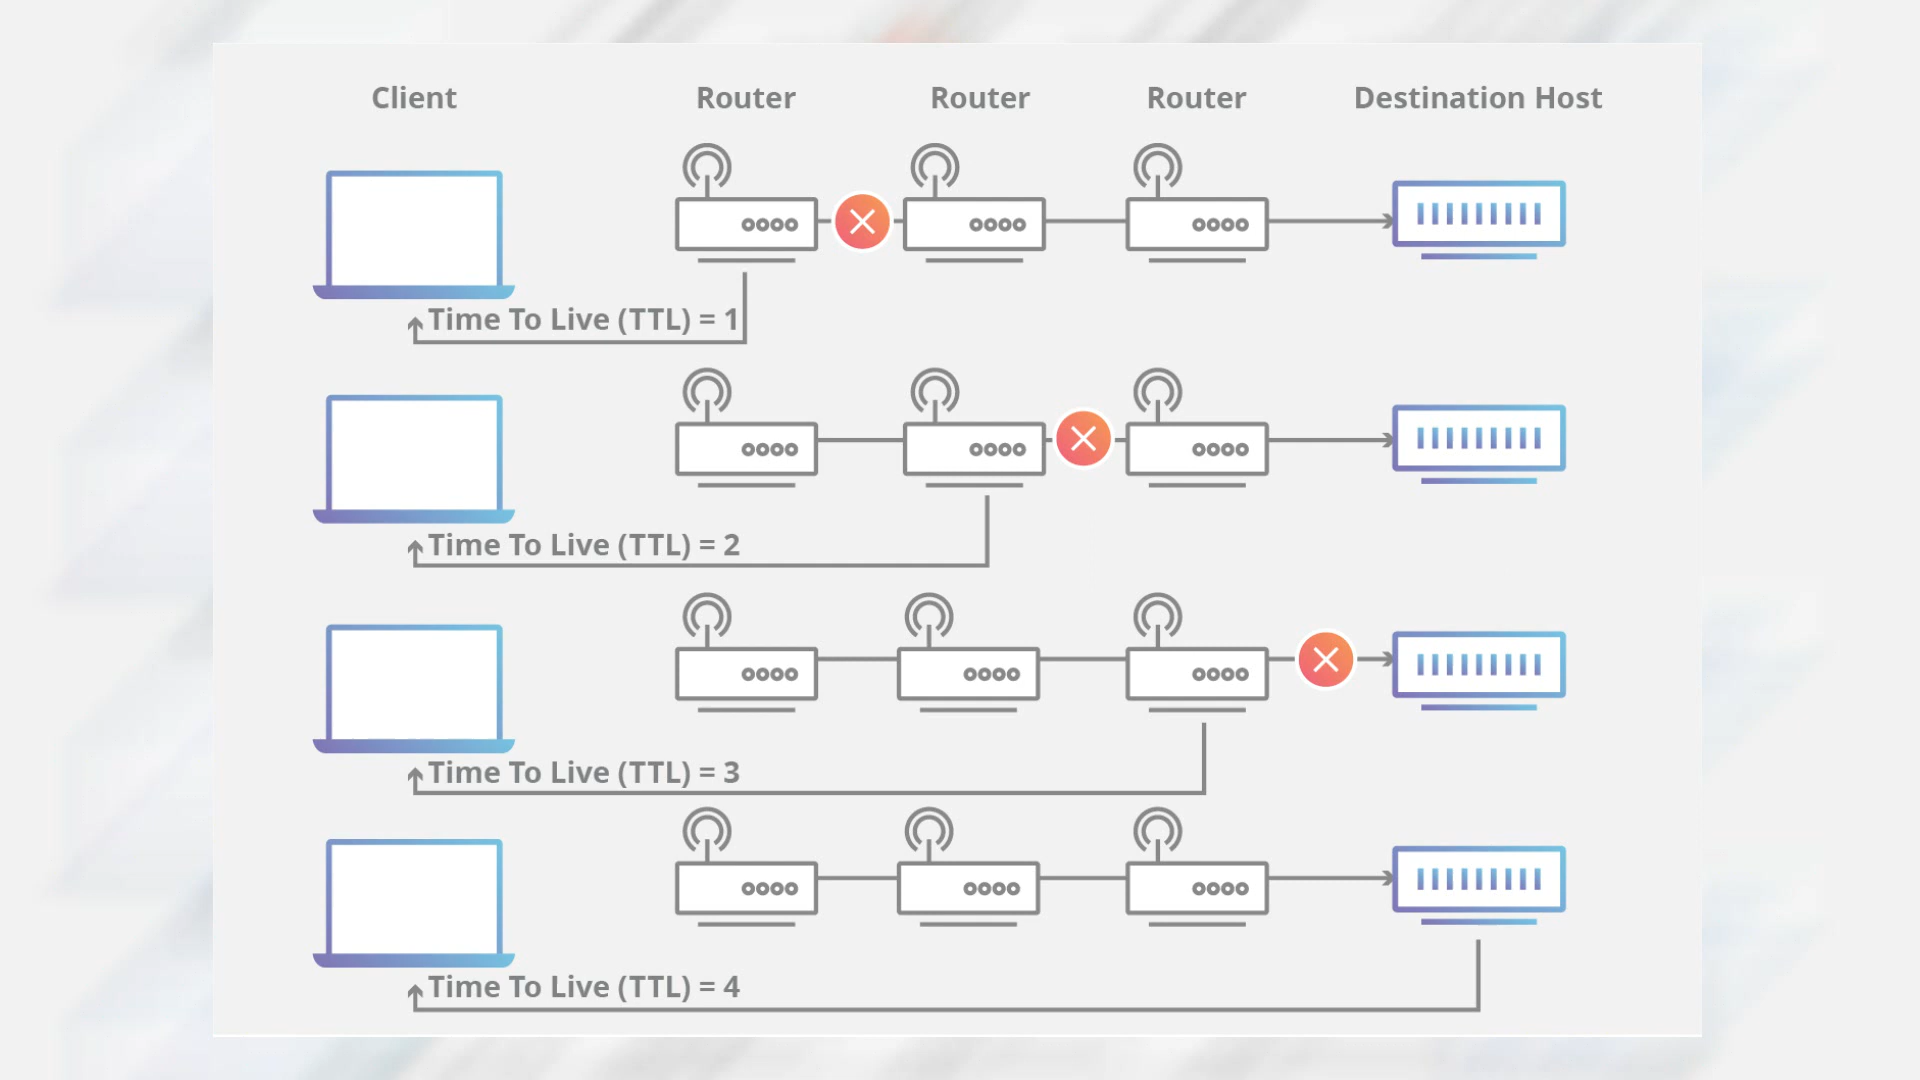 Client
Router
Router
Router
Destination Host
Time To Live (TTL) = 1
Time To Live (TTL) = 2
Time To Live (TTL) = 3
Time To Live (TTL) = 4